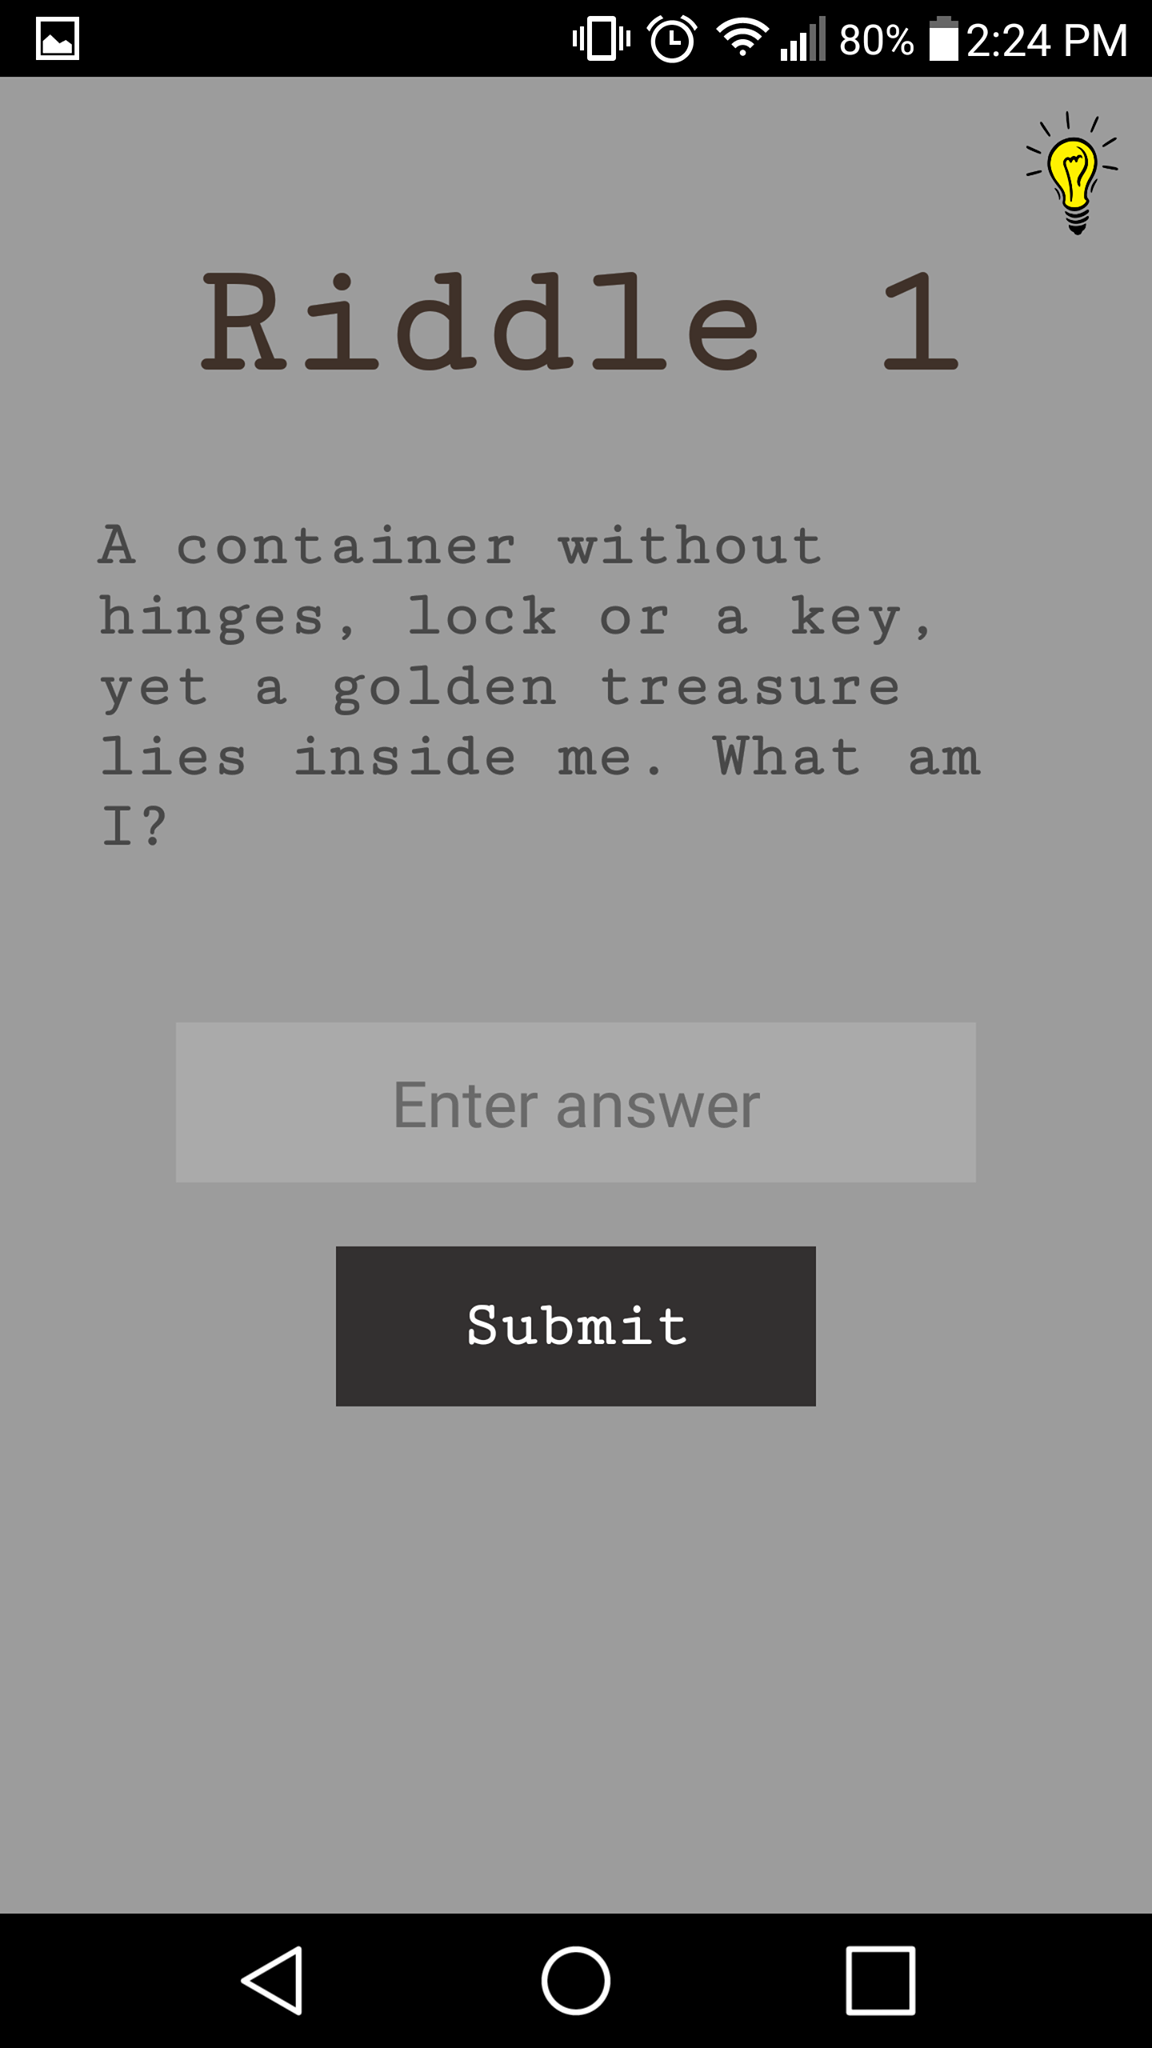 80% 2:24 PM
Riddle 1
A container without
hinges, lock or a key,
yet a golden treasure
lies inside me. What am
I?
Enter answer
Submit